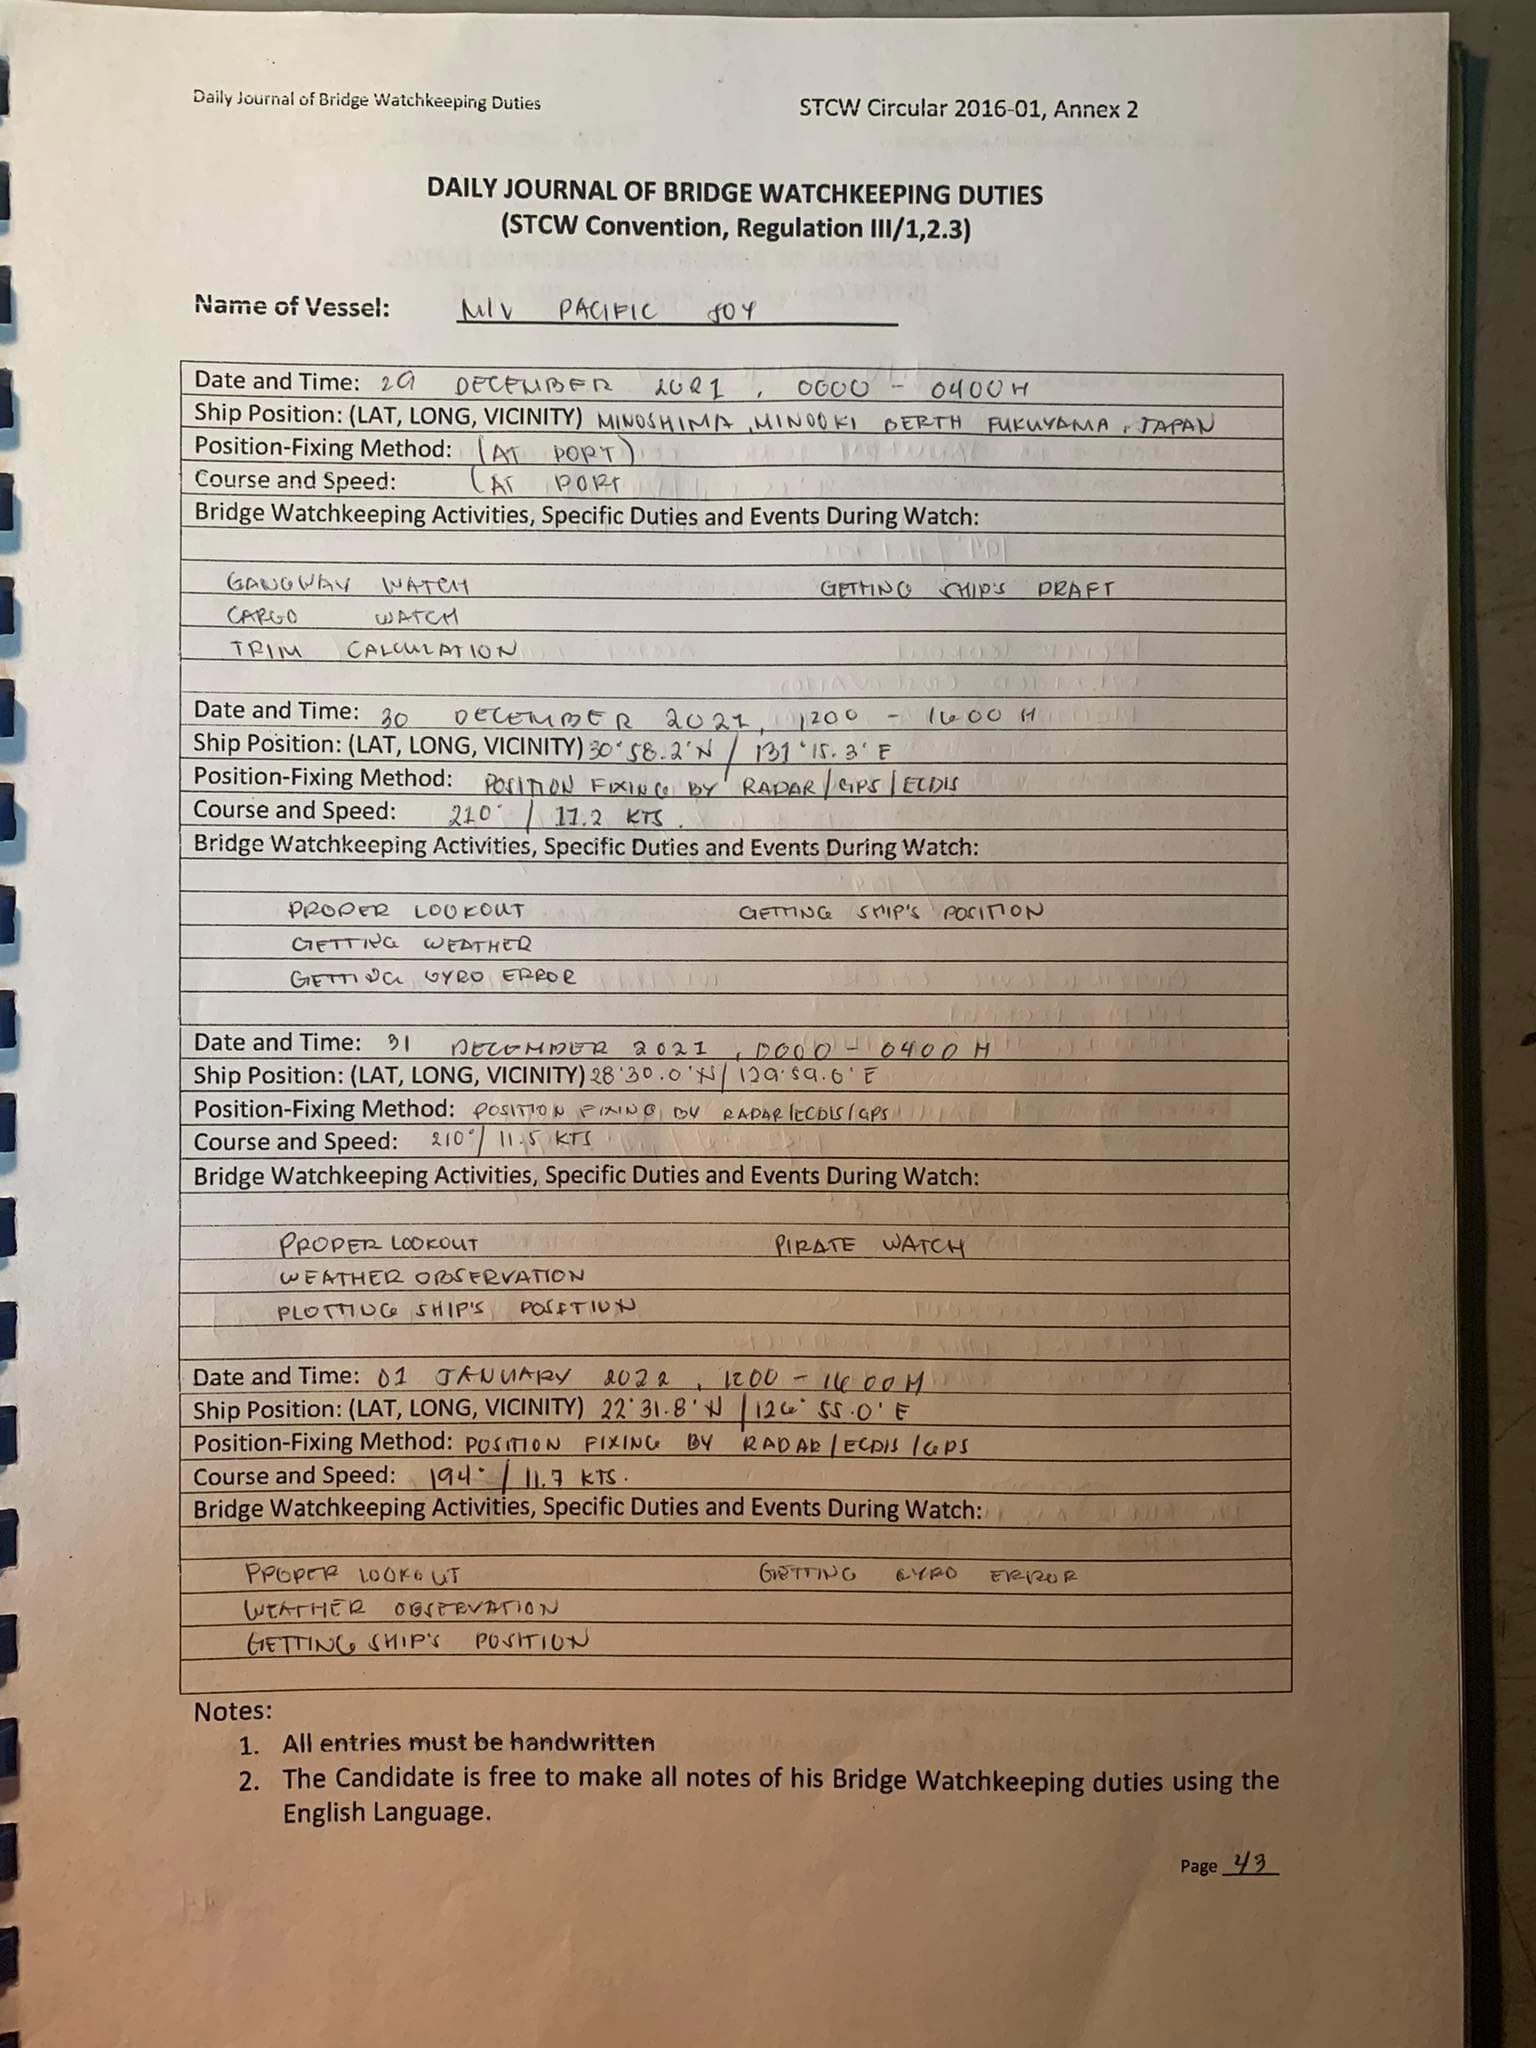 Daily Journal of Bridge Watchkeeping Duties
STCW Circular 2016-01, Annex 2
DAILY JOURNAL OF BRIDGE WATCHKEEPING DUTIES
(STCW Convention, Regulation III/1,2.3)
Name of Vessel: M/V PACIFIC JOY
Date and Time: 29 DECEMBER 2021, 0000 - 0400H
Ship Position: (LAT, LONG, VICINITY) MINOSHIMA, MINOOKI BERTH FUKUYAMA, JAPAN
Position-Fixing Method: (AT PORT)
Course and Speed: (AT PORT
Bridge Watchkeeping Activities, Specific Duties and Events During Watch:
GANGWAY WATCH GETTING SHIP'S DRAFT
CARGO WATCH
TRIM CALCULATION
Date and Time: 30 DECEMBER 2021, 1200 - 1600 H
Ship Position: (LAT, LONG, VICINITY) 30°58.2'N / 131°15.3'E
Position-Fixing Method: POSITION FIXING BY RADAR/GPS/ECDIS
Course and Speed: 210° / 11.2 KTS.
Bridge Watchkeeping Activities, Specific Duties and Events During Watch:
PROPER LOOKOUT GETTING SHIP'S POSITION
GETTING WEATHER
GETTING GYRO ERROR
Date and Time: 31 DECEMBER 2021, 0000 - 0400 H
Ship Position: (LAT, LONG, VICINITY) 28°30.0'N / 129°59.0'E
Position-Fixing Method: POSITION FIXING BY RADAR/ECDIS/GPS
Course and Speed: 210°/ 11.5 KTS
Bridge Watchkeeping Activities, Specific Duties and Events During Watch:
PROPER LOOKOUT PIRATE WATCH
WEATHER OBSERVATION
PLOTTING SHIP'S POSITION
Date and Time: 01 JANUARY 2022, 1200 - 1600H
Ship Position: (LAT, LONG, VICINITY) 22°31.8'N / 126°55.0'E
Position-Fixing Method: POSITION FIXING BY RADAR/ECDIS/GPS
Course and Speed: 194° / 11.7 KTS.
Bridge Watchkeeping Activities, Specific Duties and Events During Watch:
PROPER LOOKOUT GETTING GYRO ERROR
WEATHER OBSERVATION
GETTING SHIP'S POSITION
Notes:
1. All entries must be handwritten
2. The Candidate is free to make all notes of his Bridge Watchkeeping duties using the
English Language.
Page 43